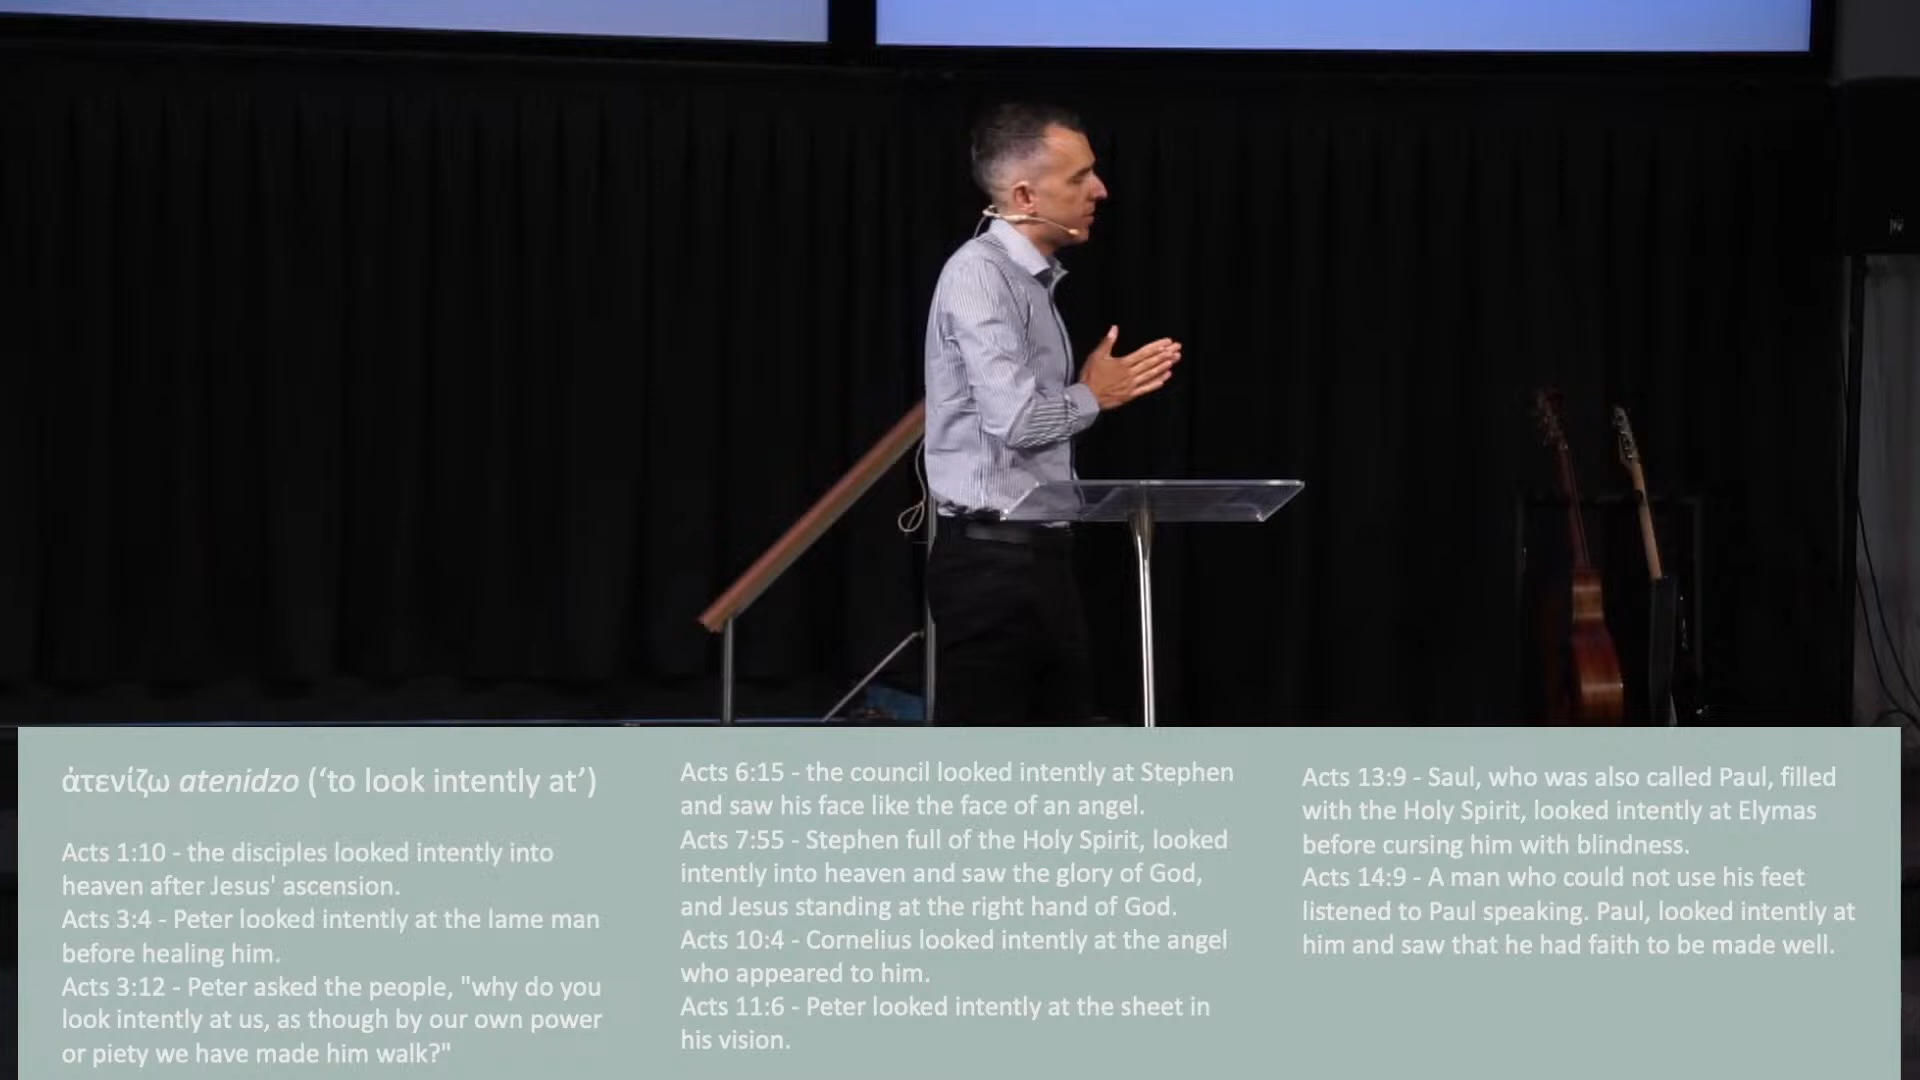 ἀτενίζω atenidzo (‘to look intently at’)
Acts 1:10 - the disciples looked intently into
heaven after Jesus' ascension.
Acts 3:4 - Peter looked intently at the lame man
before healing him.
Acts 3:12 - Peter asked the people, "why do you
look intently at us, as though by our own power
or piety we have made him walk?"
Acts 6:15 - the council looked intently at Stephen
and saw his face like the face of an angel.
Acts 7:55 - Stephen full of the Holy Spirit, looked
intently into heaven and saw the glory of God,
and Jesus standing at the right hand of God.
Acts 10:4 - Cornelius looked intently at the angel
who appeared to him.
Acts 11:6 - Peter looked intently at the sheet in
his vision.
Acts 13:9 - Saul, who was also called Paul, filled
with the Holy Spirit, looked intently at Elymas
before cursing him with blindness.
Acts 14:9 - A man who could not use his feet
listened to Paul speaking. Paul, looked intently at
him and saw that he had faith to be made well.